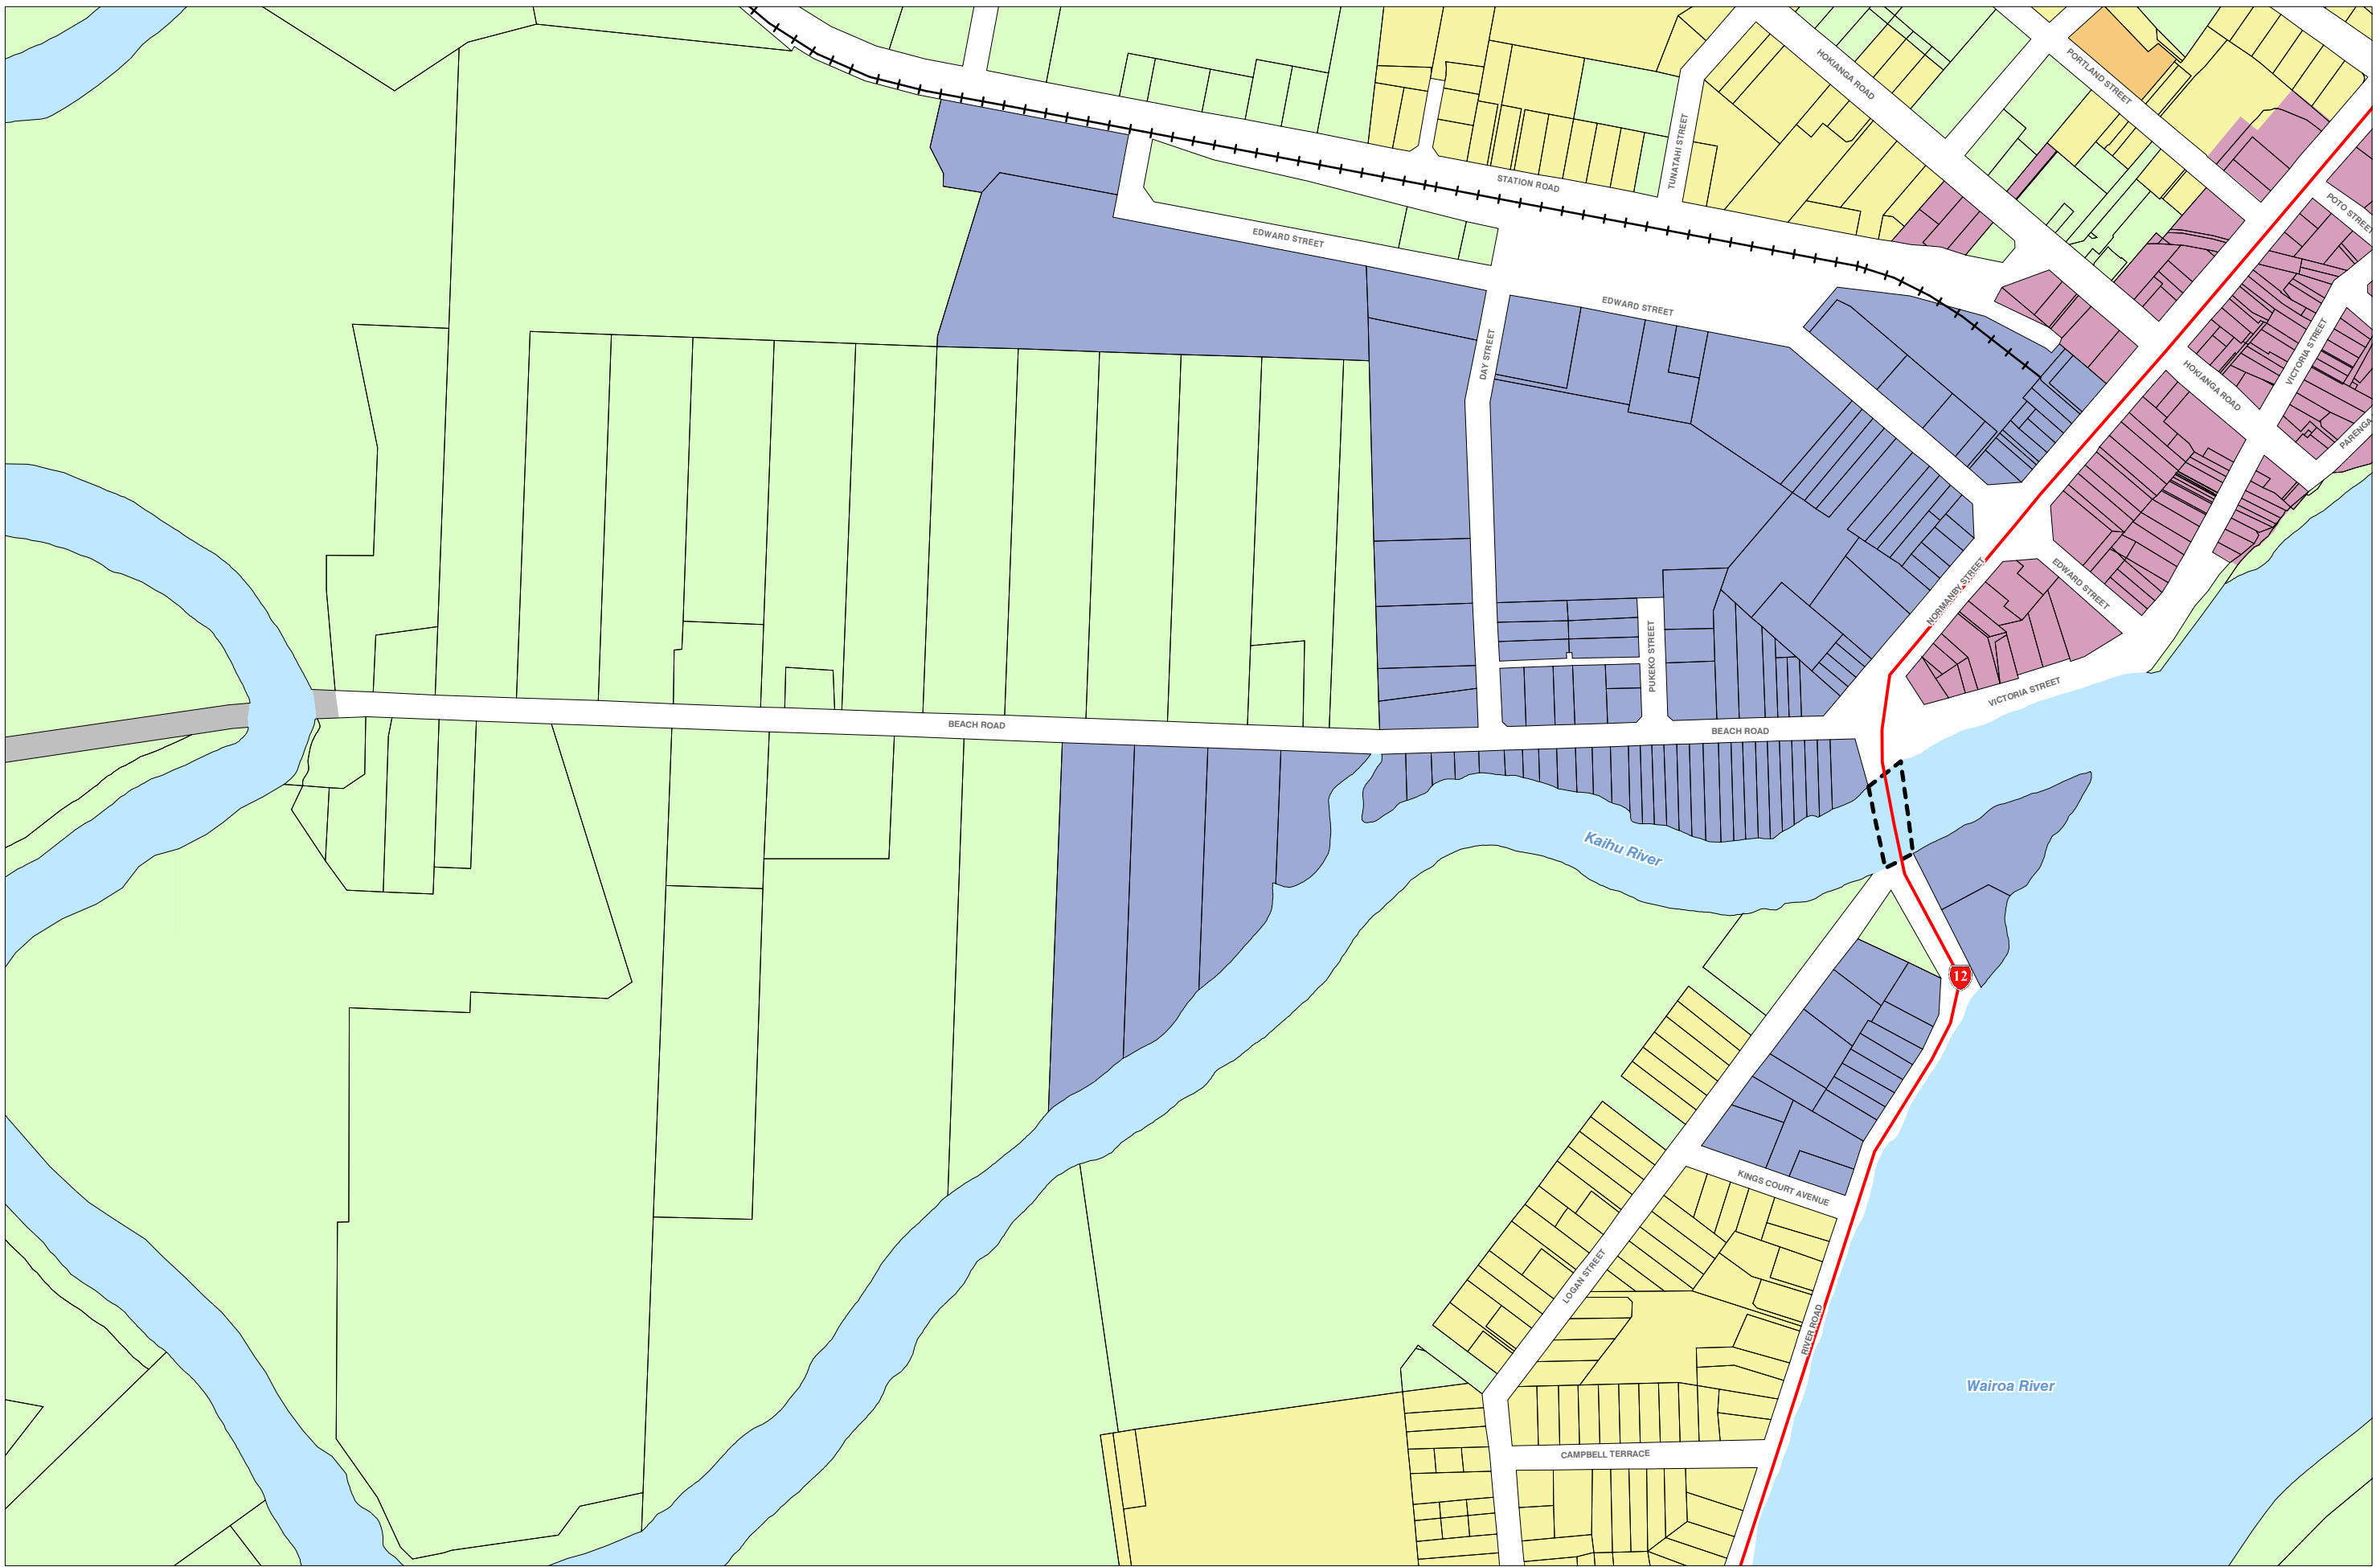 HOKIANGA ROAD
PORTLAND STREET
TUNATAHI STREET
STATION ROAD
POTO STREET
EDWARD STREET
EDWARD STREET
DAY STREET
VICTORIA STREET
HOKIANGA ROAD
PARENGA
NORMANBY STREET
EDWARD STREET
PUKEKO STREET
VICTORIA STREET
BEACH ROAD
BEACH ROAD
Kaihu River
12
KINGS COURT AVENUE
LOGAN STREET
RIVER ROAD
Wairoa River
CAMPBELL TERRACE